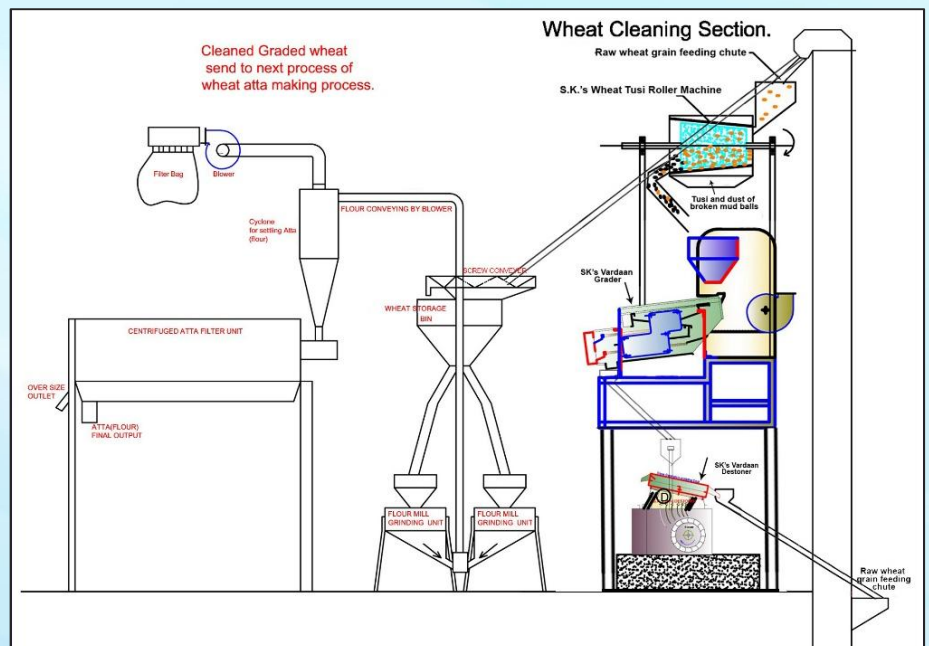 Wheat Cleaning Section.
Raw wheat grain feeding chute
Cleaned Graded wheat
send to next process of
wheat atta making process.
S.K.'s Wheat Tusi Roller Machine
Filter Bag
Blower
Tusi and dust of
broken mud balls
FLOUR CONVEYING BY BLOWER
Cyclone
for settling Atta
(flour)
SCREW CONVEYER
SK's Vardaan
Grader
WHEAT STORAGE
BIN
CENTRIFUGED ATTA FILTER UNIT
OVER SIZE
OUTLET
ATTA(FLOUR)
FINAL OUTPUT
SK's Vardaan
Destoner
D
FLOUR MILL
GRINDING UNIT
FLOUR MILL
GRINDING UNIT
Raw wheat
grain feeding
chute